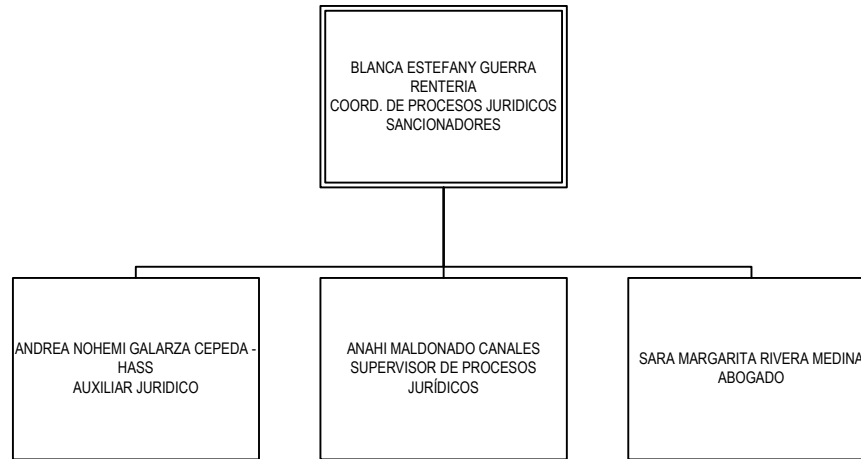 BLANCA ESTEFANY GUERRA
RENTERIA
COORD. DE PROCESOS JURIDICOS
SANCIONADORES
ANDREA NOHEMI GALARZA CEPEDA -
HASS
AUXILIAR JURIDICO
ANAHI MALDONADO CANALES
SUPERVISOR DE PROCESOS
JURÍDICOS
SARA MARGARITA RIVERA MEDINA
ABOGADO